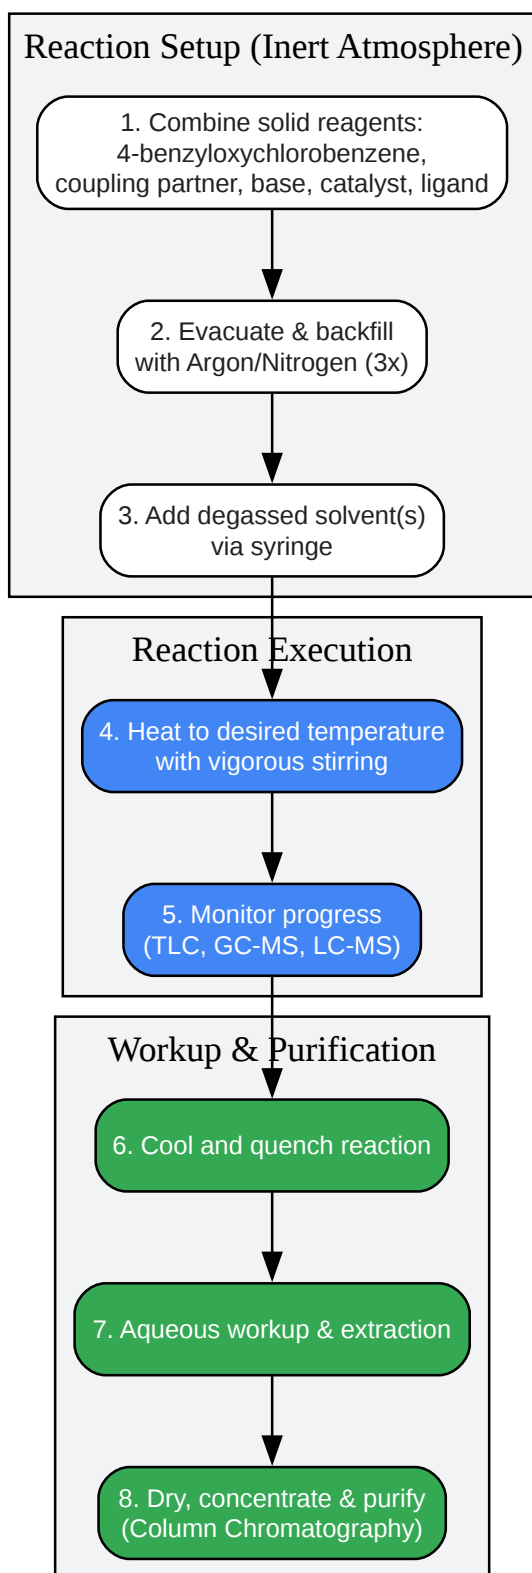 Reaction Setup (Inert Atmosphere)
1. Combine solid reagents:
4-benzyloxychlorobenzene,
coupling partner, base, catalyst, ligand
2. Evacuate & backfill
with Argon/Nitrogen (3x)
3. Add degassed solvent(s)
via syringe
Reaction Execution
4. Heat to desired temperature
with vigorous stirring
5. Monitor progress
(TLC, GC-MS, LC-MS)
Workup & Purification
6. Cool and quench reaction
7. Aqueous workup & extraction
8. Dry, concentrate & purify
(Column Chromatography)